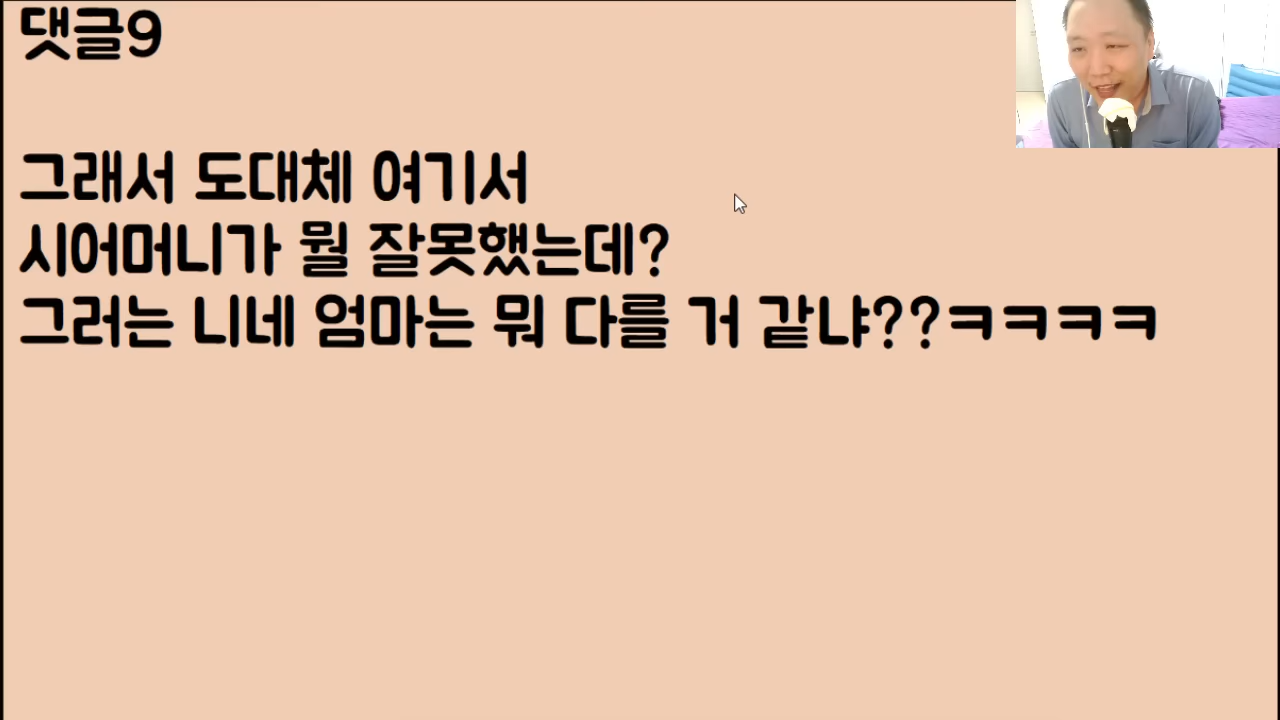 댓글9
그래서 도대체 여기서
시어머니가 뭘 잘못했는데?
그러는 니네 엄마는 뭐 다를 거 같냐??ㅋㅋㅋㅋ